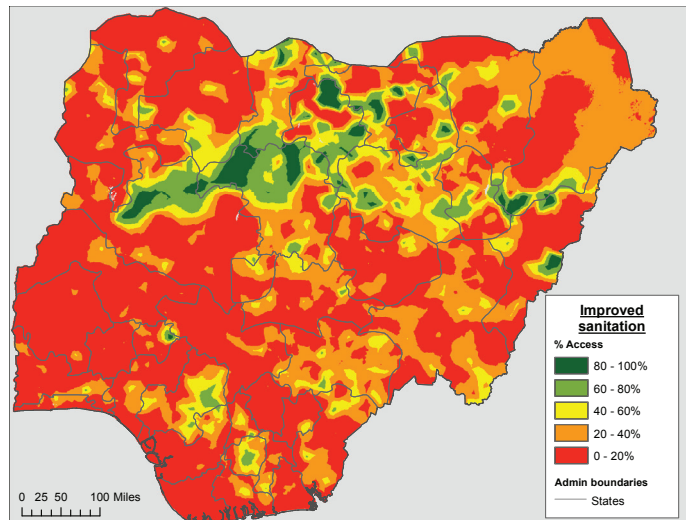 Improved
sanitation
% Access
80 - 100%
60 - 80%
40 - 60%
20 - 40%
0 - 20%
Admin boundaries
States
0 25 50 100 Miles